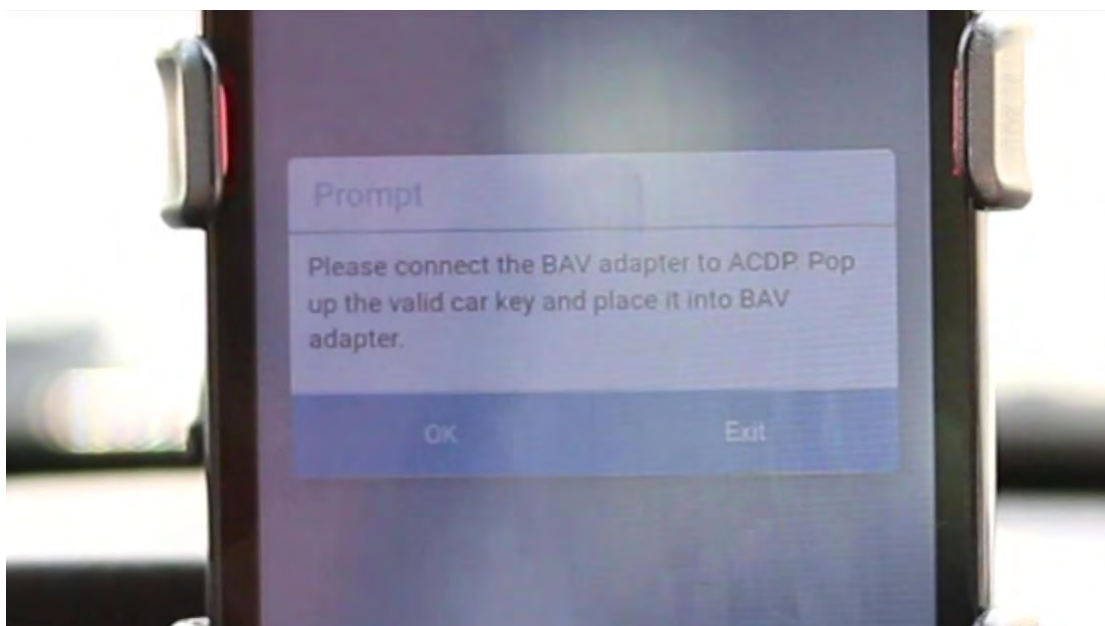 Prompt
Please connect the BAV adapter to ACDP. Pop
up the valid car key and place it into BAV
adapter.
OK
Exit